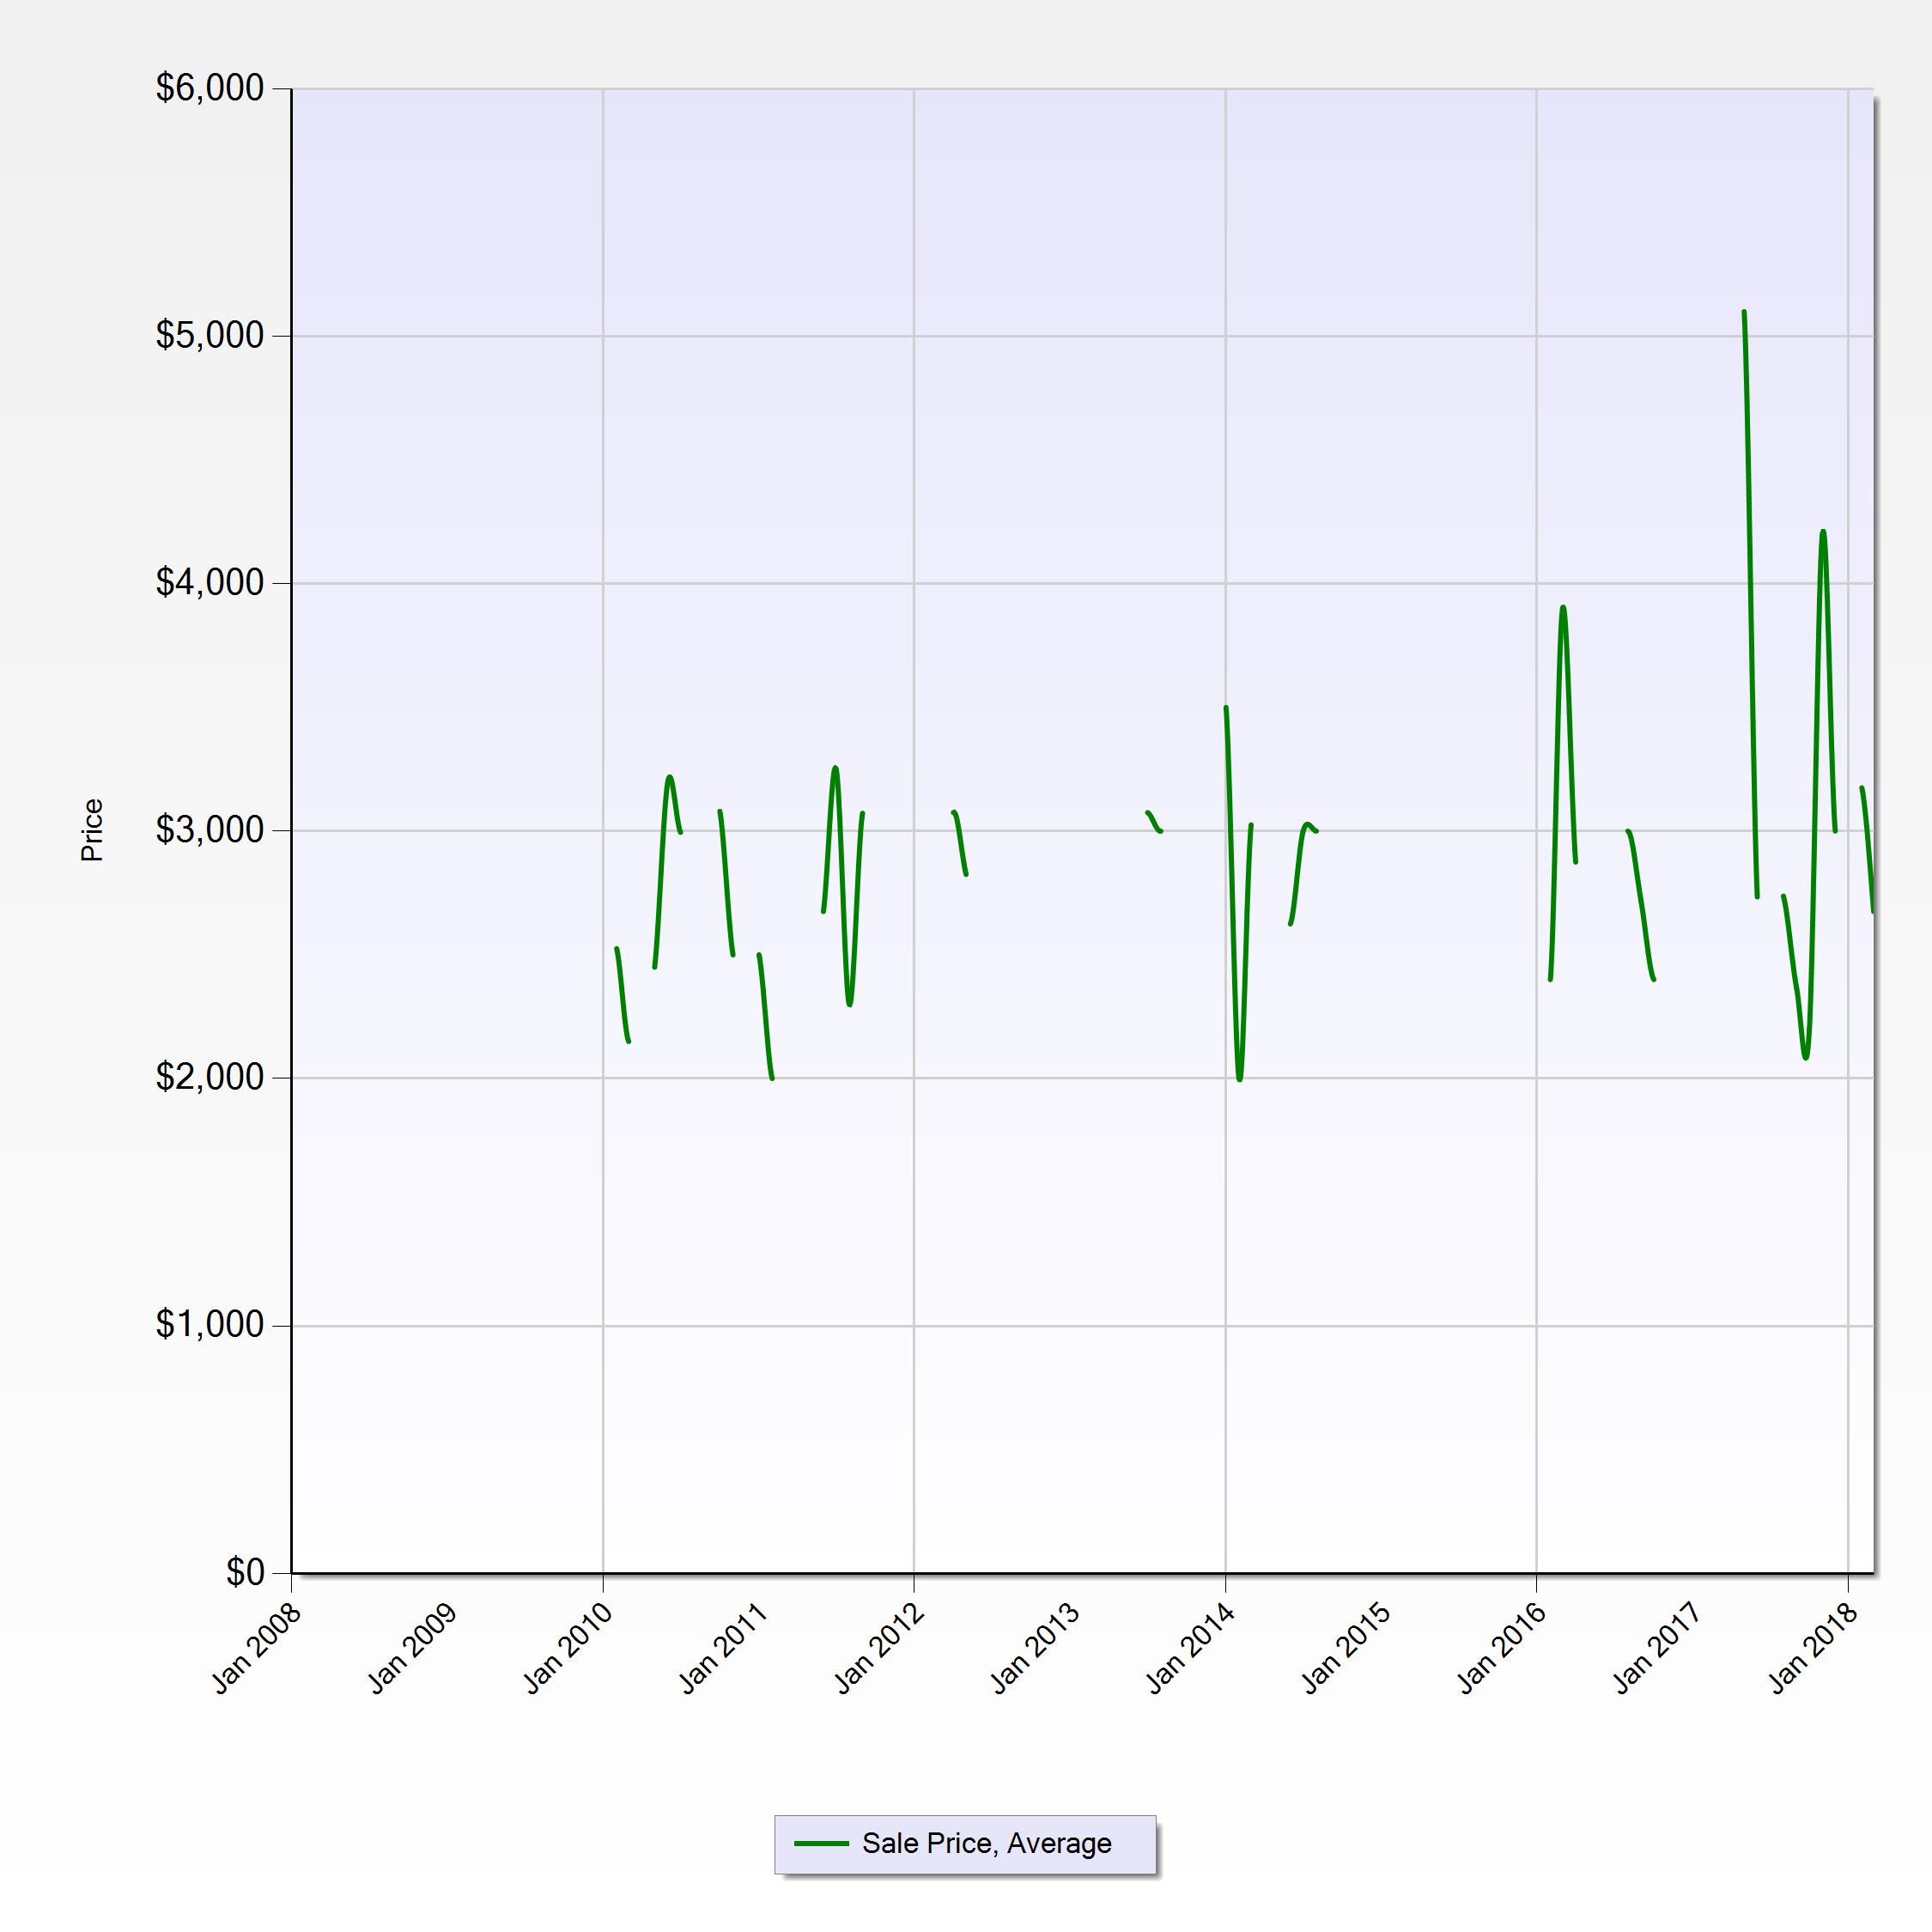 $6,000
$5,000
$4,000
$3,000
$2,000
$1,000
$0
Price
Jan 2008
Jan 2009
Jan 2010
Jan 2011
Jan 2012
Jan 2013
Jan 2014
Jan 2015
Jan 2016
Jan 2017
Jan 2018
Sale Price, Average